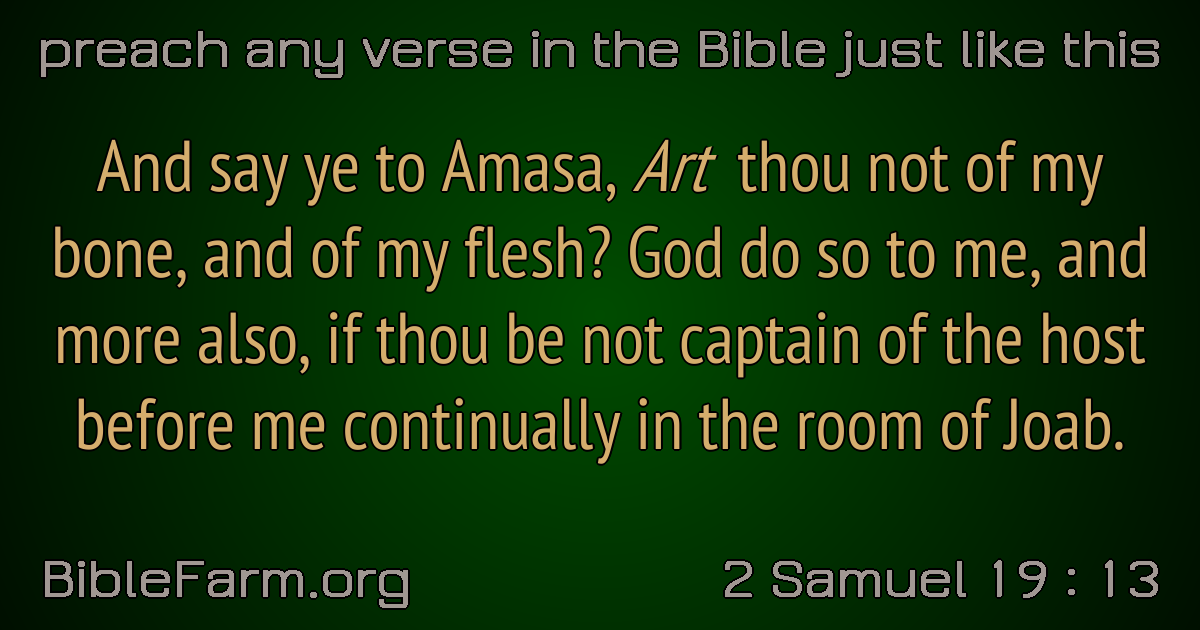 preach any verse in the Bible just like this
And say ye to Amasa, Art thou not of my
bone, and of my flesh? God do so to me, and
more also, if thou be not captain of the host
before me continually in the room of Joab.
BibleFarm.org
2 Samuel 19 : 13